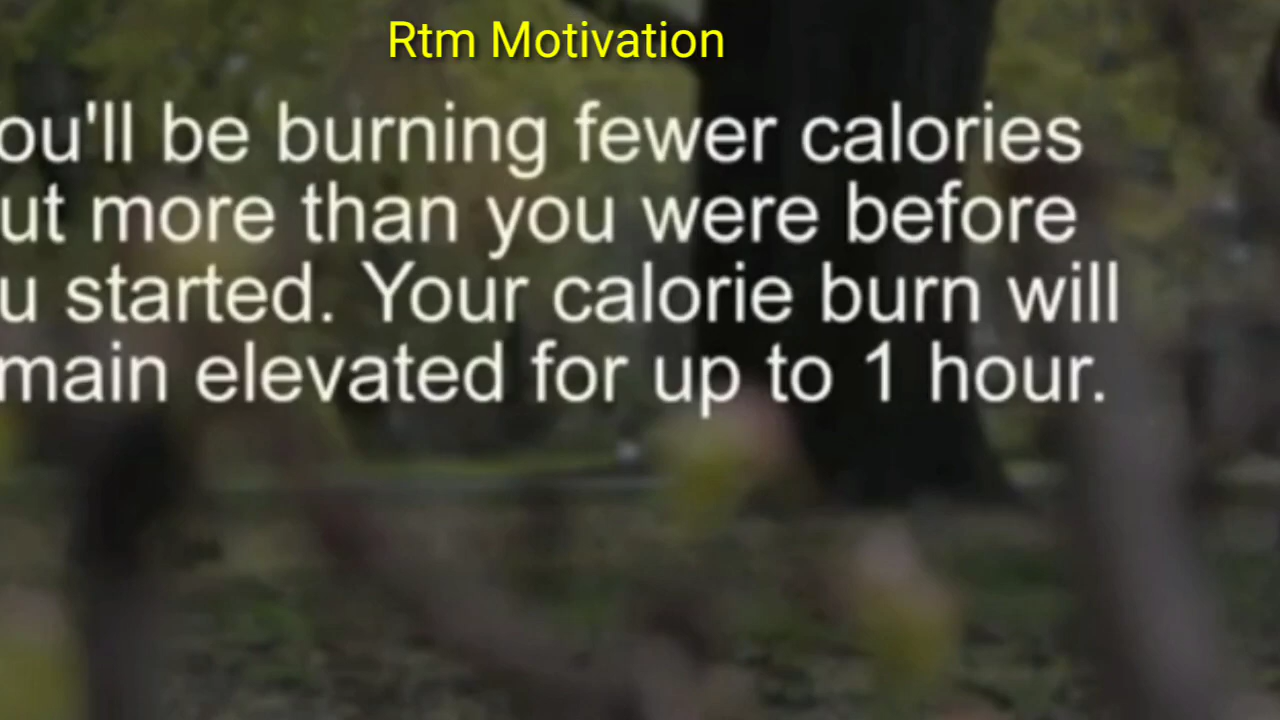 Rtm Motivation
ou'll be burning fewer calories
ut more than you were before
u started. Your calorie burn will
main elevated for up to 1 hour.